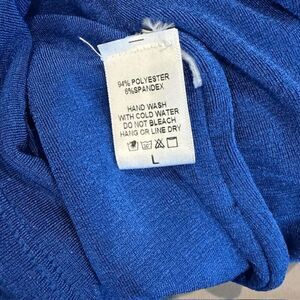 94% POLYESTER
6%SPANDEX
HAND WASH
WITH COLD WATER
DO NOT BLEACH
HANG OR LINE DRY
L